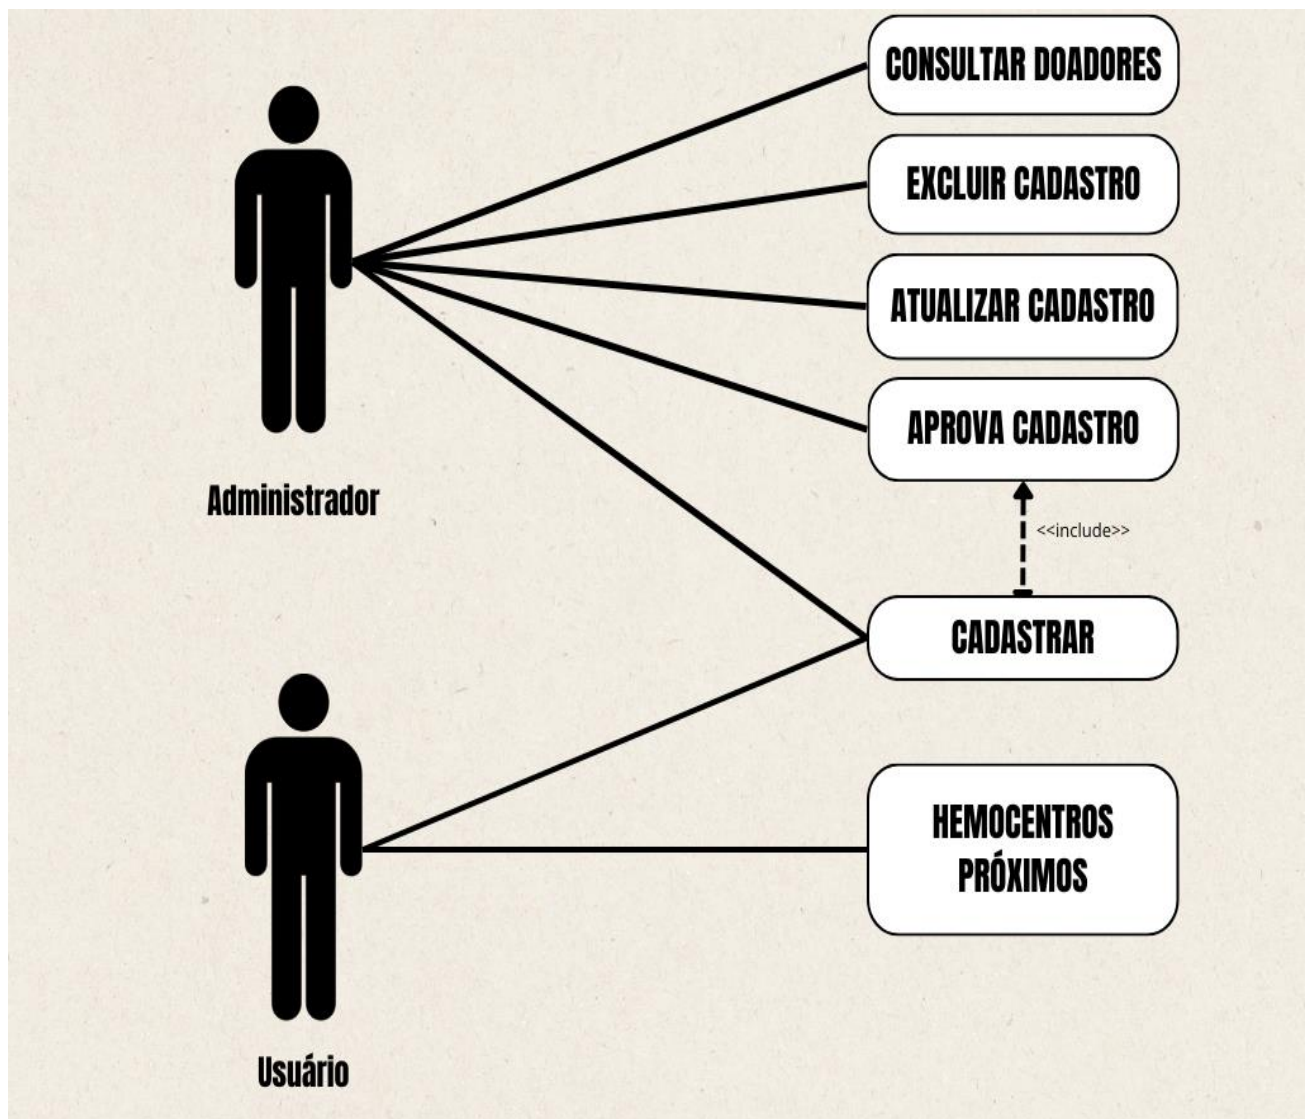 CONSULTAR DOADORES
EXCLUIR CADASTRO
ATUALIZAR CADASTRO
APROVA CADASTRO
Administrador
<<include>>
CADASTRAR
HEMOCENTROS
PRÓXIMOS
Usuário